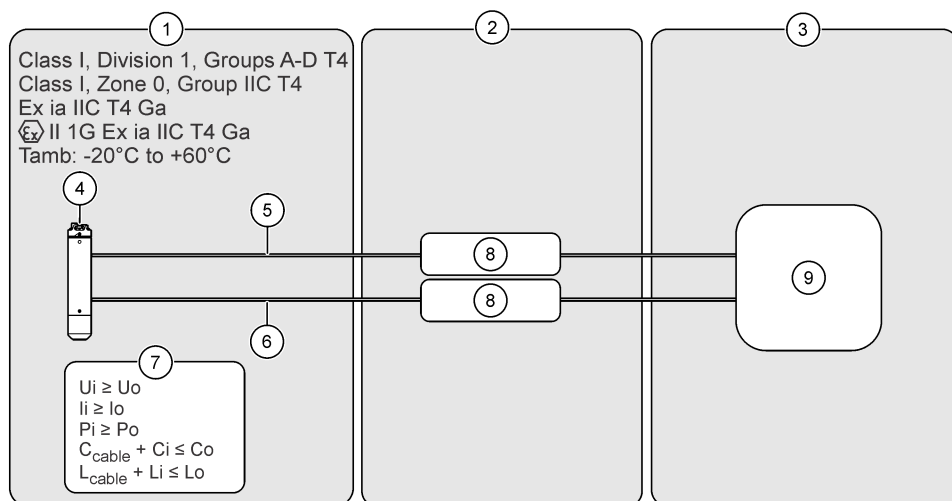 1
2
3
Class I, Division 1, Groups A-D T4
Class I, Zone 0, Group IIC T4
Ex ia IIC T4 Ga
Ex II 1G Ex ia IIC T4 Ga
Tamb: -20°C to +60°C
4
5
8
8
9
6
7
Ui ≥ Uo
Ii ≥ Io
Pi ≥ Po
Ccable + Ci ≤ Co
Lcable + Li ≤ Lo